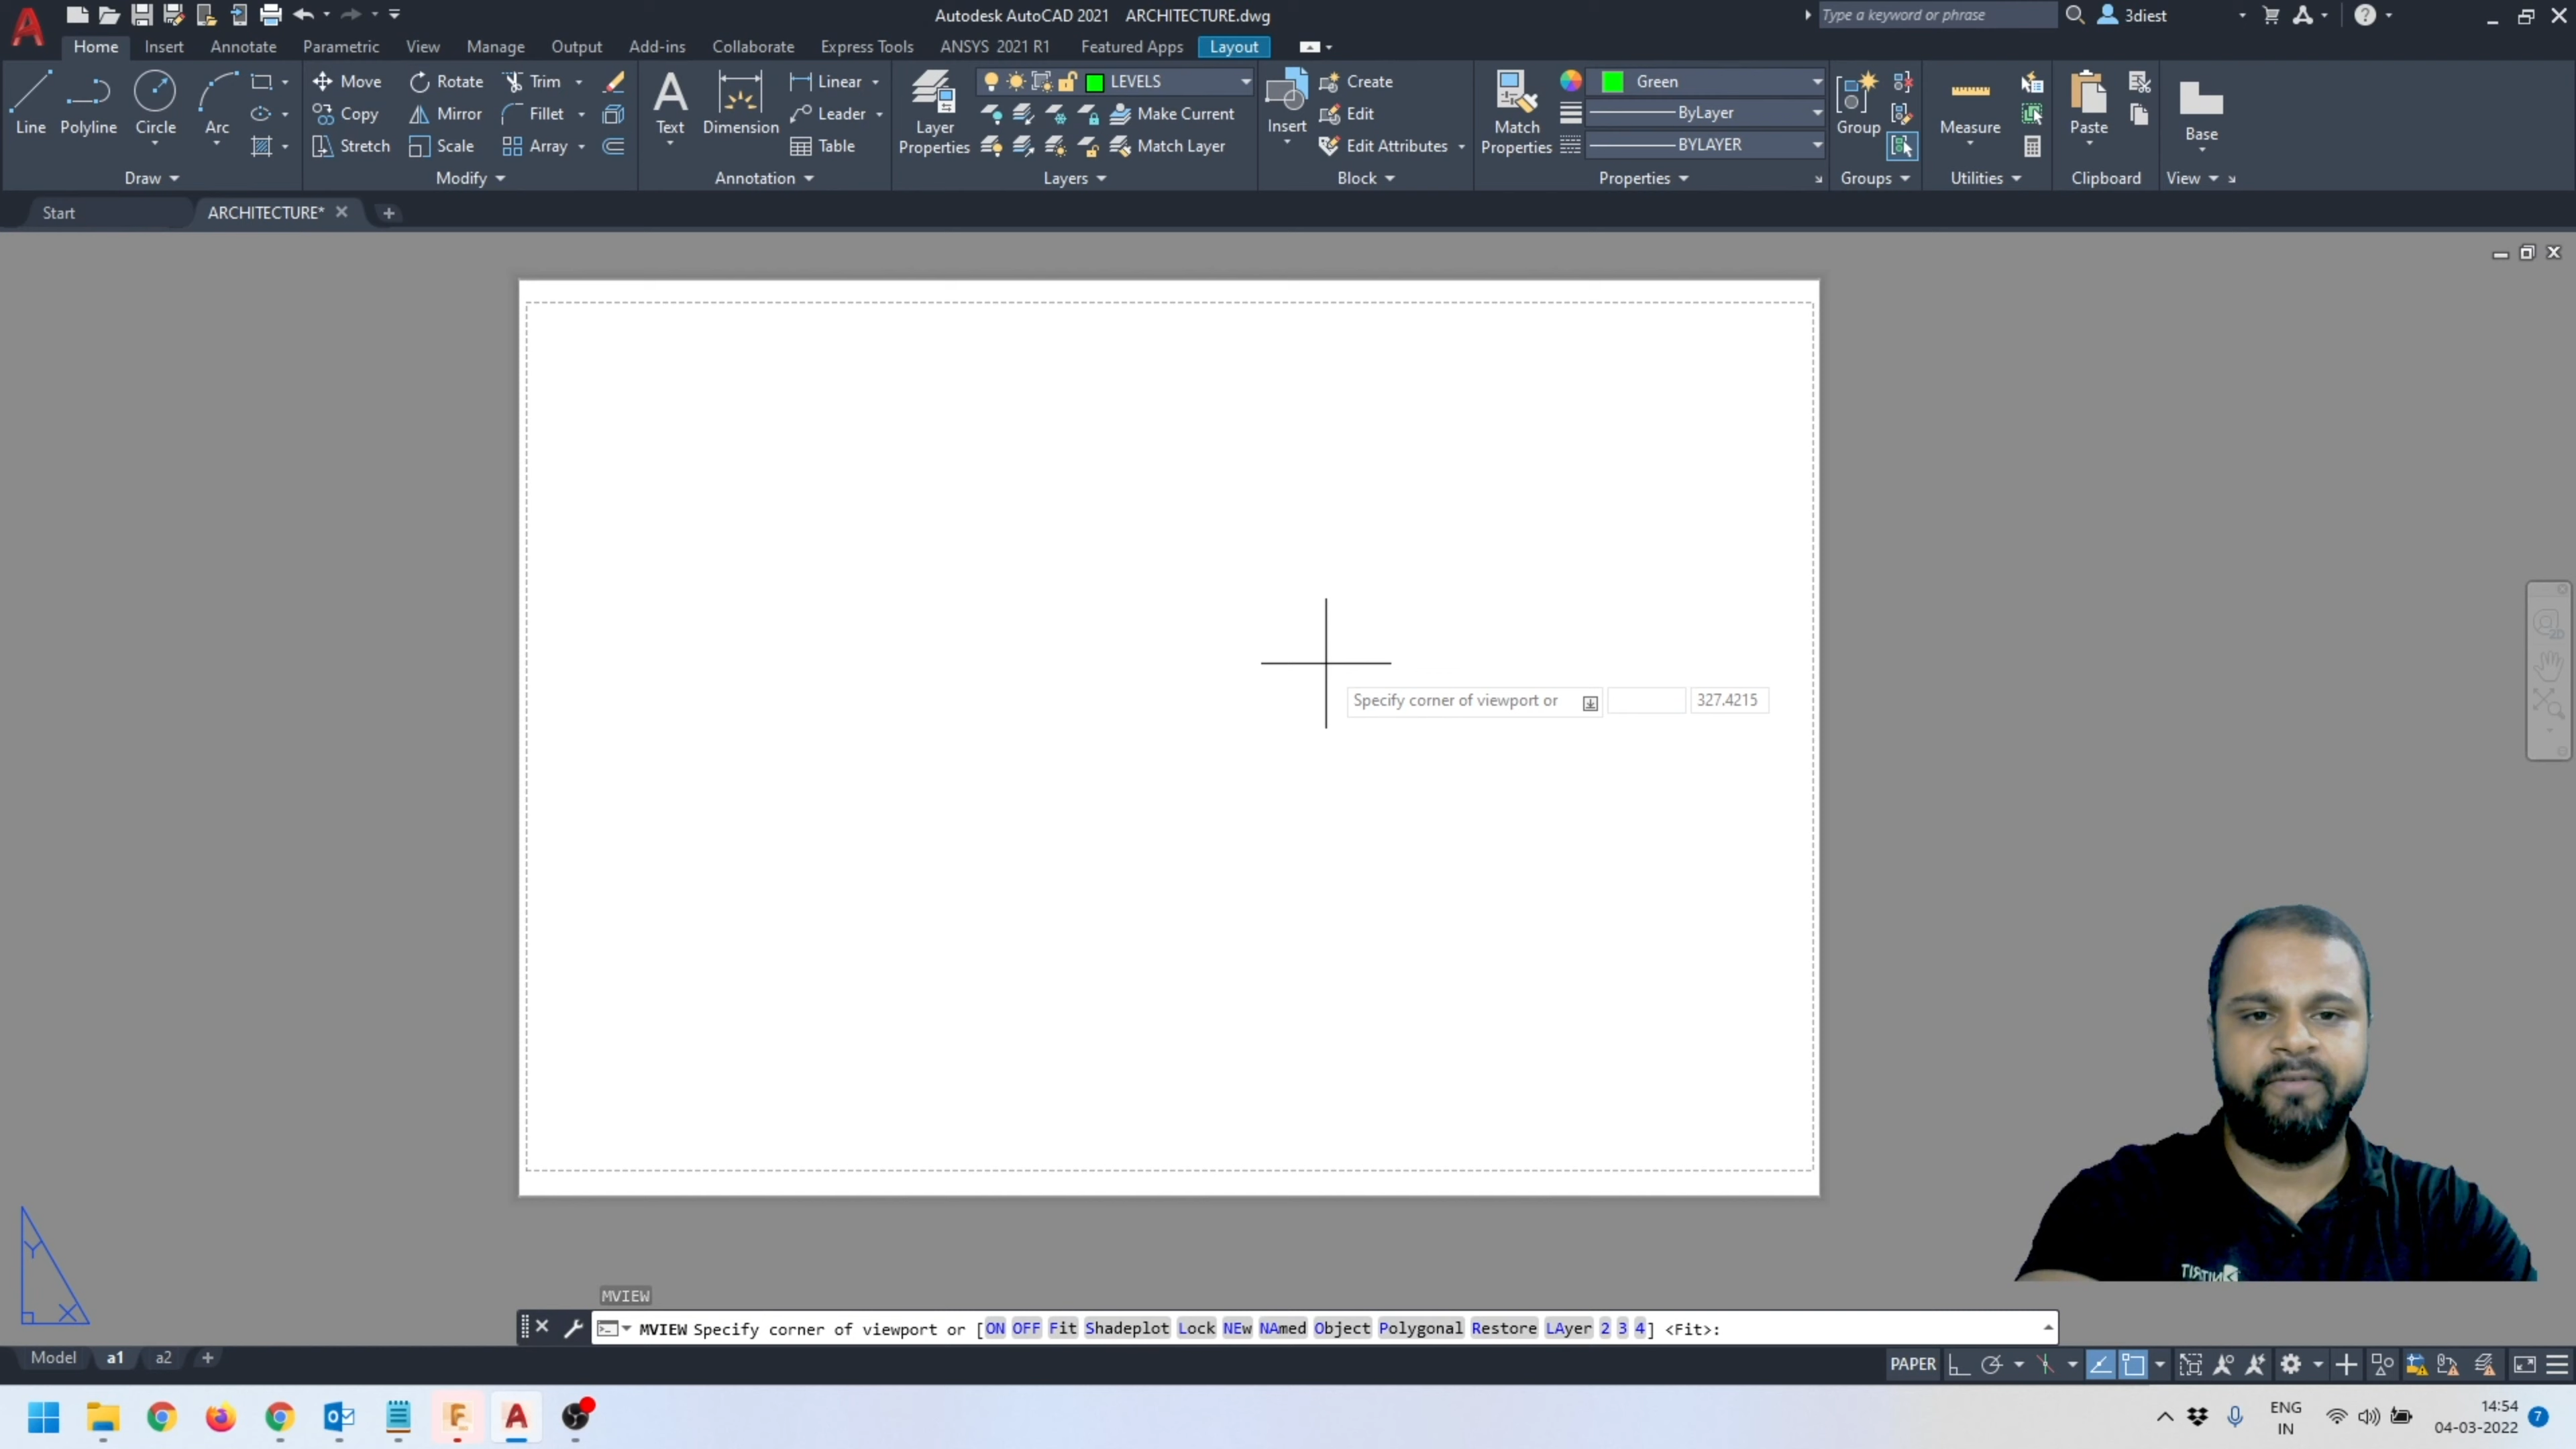 Autodesk AutoCAD 2021 ARCHITECTURE.dwg
Type a keyword or phrase
3diest
Home Insert Annotate Parametric View Manage Output Add-ins Collaborate Express Tools ANSYS 2021 R1 Featured Apps Layout
Line Polyline Circle Arc
Move Rotate Trim
Copy Mirror Fillet
Stretch Scale Array
Text Dimension
Linear
Leader
Table
Layer Properties
LEVELS
Make Current
Match Layer
Insert
Create
Edit
Edit Attributes
Match Properties
Green
ByLayer
BYLAYER
Group
Measure
Paste
Base
Draw Modify Annotation Layers Block Properties Groups Utilities Clipboard View
Start ARCHITECTURE*
2D
Specify corner of viewport or 327.4215
Y
X
MVIEW
MVIEW Specify corner of viewport or [ON OFF Fit Shadeplot Lock NEw NAmed Object Polygonal Restore LAyer 2 3 4] <Fit>:
Model a1 a2 +
PAPER
ENG
IN
14:54
04-03-2022
7